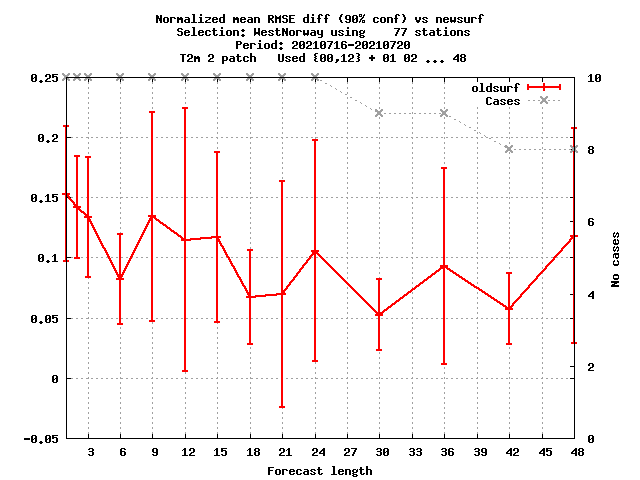 Normalized mean RMSE diff (90% conf) vs newsurf
Selection: WestNorway using    77 stations
Period: 20210716-20210720
T2m 2 patch   Used {00,12} + 01 02 ... 48
0.25
0.2
0.15
0.1
0.05
0
-0.05
oldsurf
Cases
10
8
6
4
2
0
No cases
3 6 9 12 15 18 21 24 27 30 33 36 39 42 45 48
Forecast length